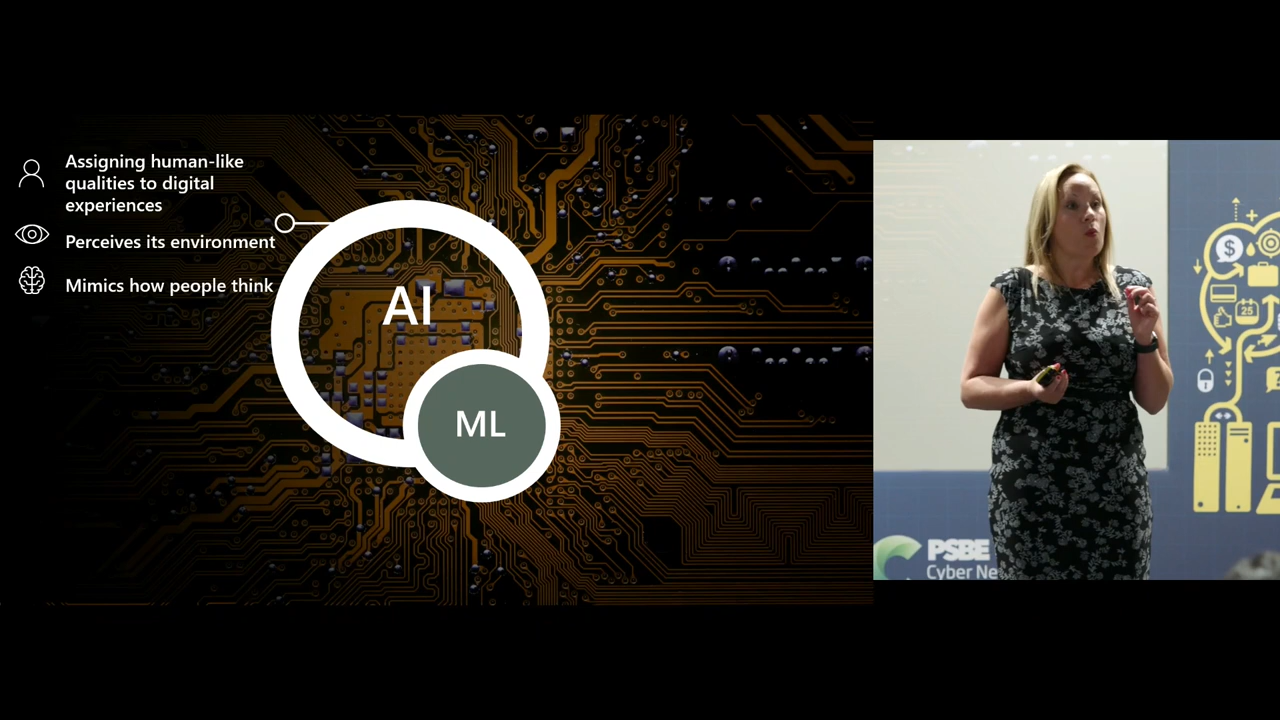 Assigning human-like
qualities to digital
experiences
Perceives its environment
Mimics how people think
AI
ML
$
25
PSBE
Cyber Ne